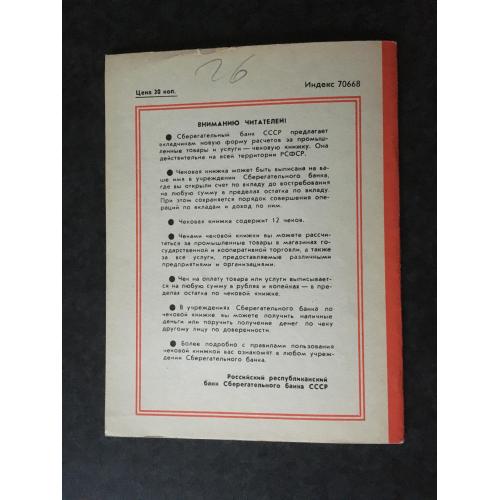 26
Цена 30 коп.
Индекс 70668
ВНИМАНИЮ ЧИТАТЕЛЕЙ!
● Сберегательный банк СССР предлагает
вкладчикам новую форму расчетов за промыш-
ленные товары и услуги — чековую книжку. Она
действительна на всей территории РСФСР.
● Чековая книжка может быть выписана на ва-
ше имя в учреждении Сберегательного банка,
где вы открыли счет по вкладу до востребования
на любую сумму в пределах остатка по вкладу.
При этом сохраняется порядок совершения опе-
раций по вкладам и доход по ним.
● Чековая книжка содержит 12 чеков.
● Чеками чековой книжки вы можете рассчи-
таться за промышленные товары в магазинах го-
сударственной и кооперативной торговли, а также
за все услуги, предоставляемые различными
предприятиями и организациями.
● Чек на оплату товара или услуги выписывает-
ся на любую сумму в рублях и копейках — в пре-
делах остатка по чековой книжке.
● В учреждениях Сберегательного банка по
чековой книжке вы можете получить наличные
деньги или поручить получение денег по чеку
другому лицу по доверенности.
● Более подробно с правилами пользования
чековой книжкой вас ознакомят в любом учреж-
дении Сберегательного банка.
Российский республиканский
банк Сберегательного банка СССР